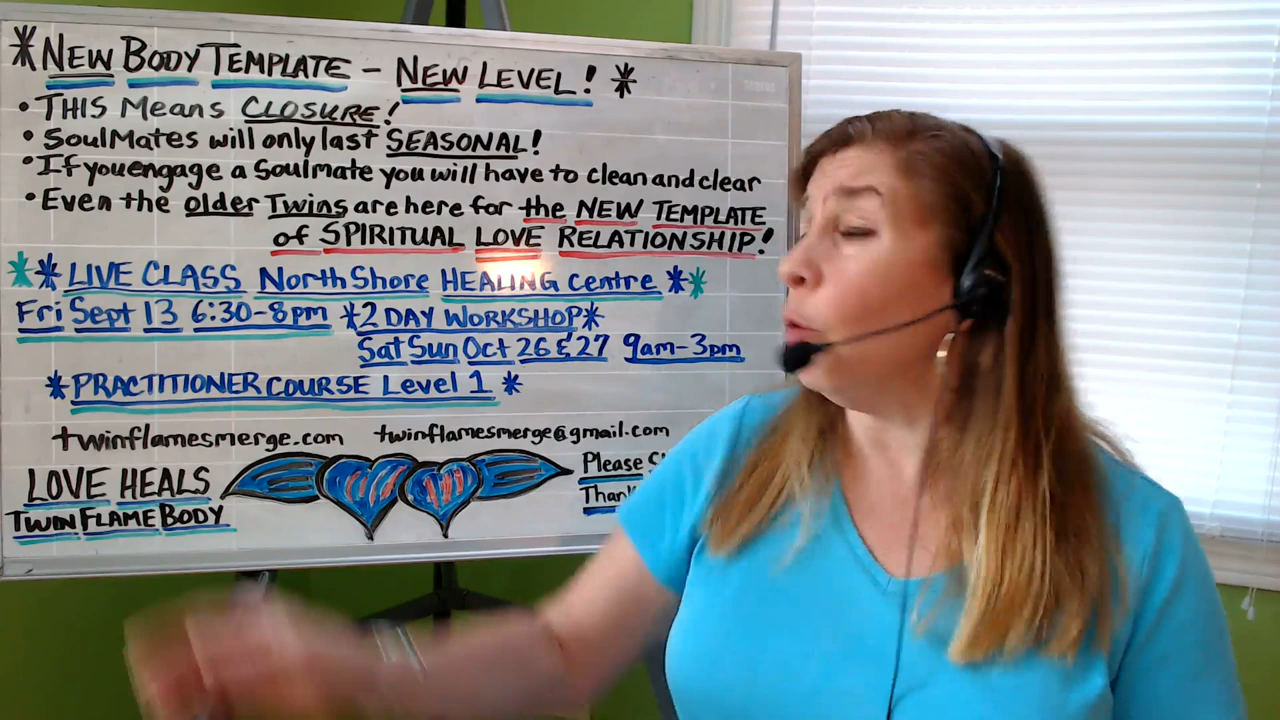 *NEW BODY TEMPLATE - NEW LEVEL! *
• THIS Means CLOSURE!
• SoulMates will only last SEASONAL!
• If you engage a Soulmate you will have to clean and clear
• Even the older Twins are here for the NEW TEMPLATE
of SPIRITUAL LOVE RELATIONSHIP!
** LIVE CLASS North Shore HEALING Centre **
Fri Sept 13 6:30-8pm *2 DAY WORKSHOP*
Sat Sun Oct 26 & 27 9am-3pm
*PRACTITIONER COURSE Level 1 *
twinflamesmerge.com twinflamesmerge@gmail.com
LOVE HEALS Please
TWIN FLAME BODY